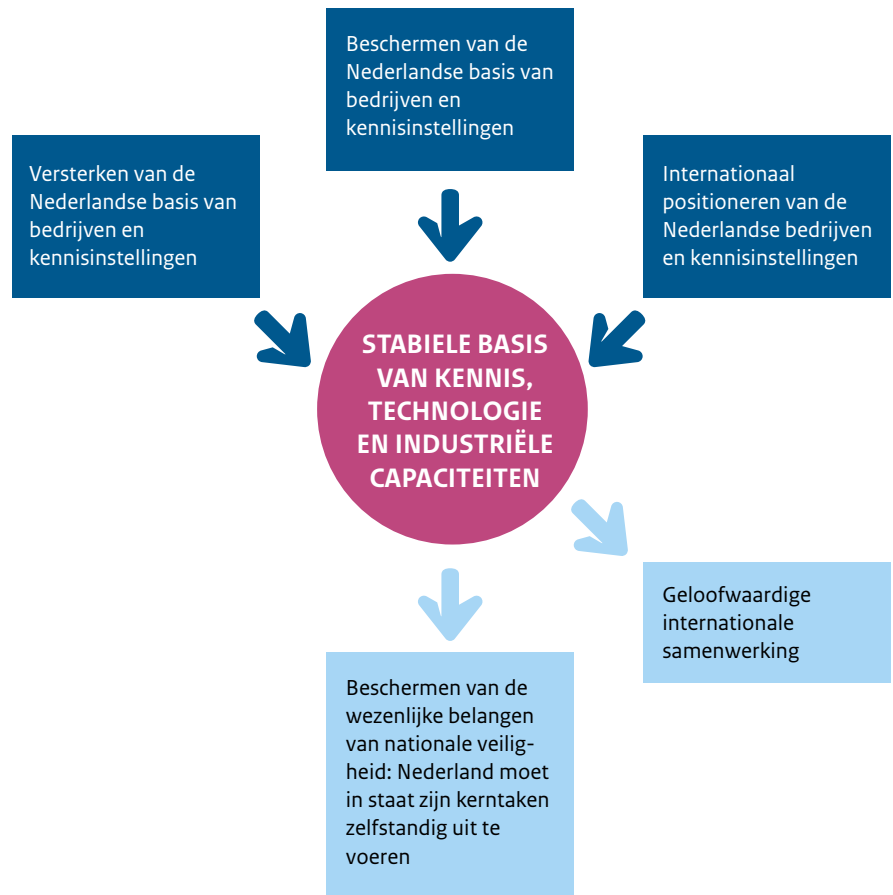 Beschermen van de
Nederlandse basis van
bedrijven en
kennisinstellingen
Versterken van de
Nederlandse basis van
bedrijven en
kennisinstellingen
Internationaal
positioneren van de
Nederlandse bedrijven
en kennisinstellingen
STABIELE BASIS
VAN KENNIS,
TECHNOLOGIE
EN INDUSTRIËLE
CAPACITEITEN
Geloofwaardige
internationale
samenwerking
Beschermen van de
wezenlijke belangen
van nationale veilig-
heid: Nederland moet
in staat zijn kerntaken
zelfstandig uit te
voeren